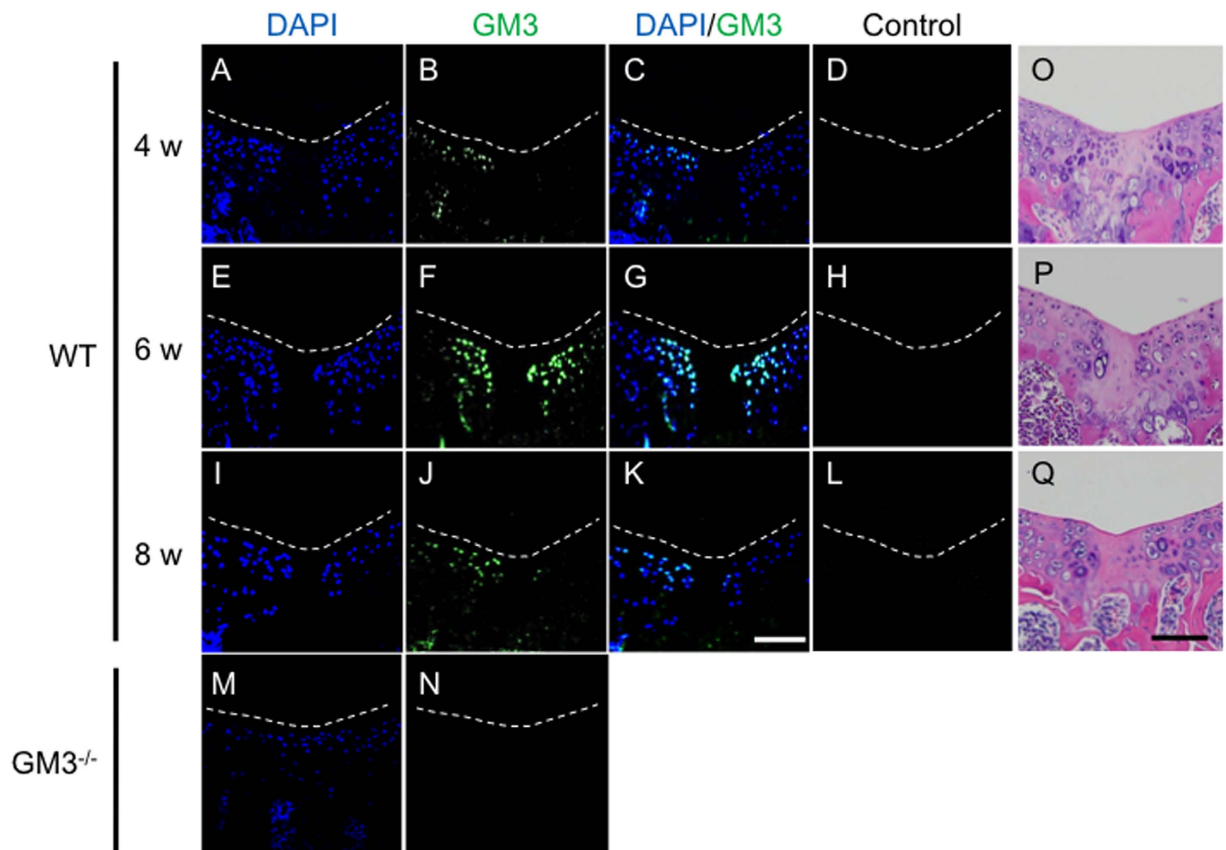 DAPI GM3 DAPI/GM3 Control
A B C D O
4 w
E F G H P
WT 6 w
I J K L Q
8 w
M N
GM3-/-